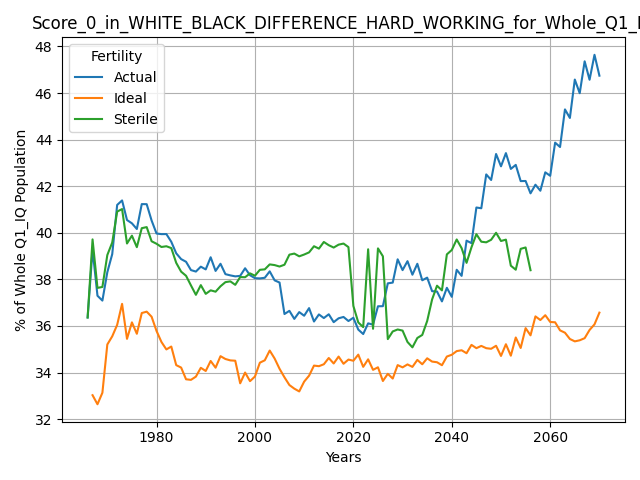 Score_0_in_WHITE_BLACK_DIFFERENCE_HARD_WORKING_for_Whole_Q1_I
Fertility
Actual
Ideal
Sterile
% of Whole Q1_IQ Population
48
46
44
42
40
38
36
34
32
1980
2000
2020
2040
2060
Years